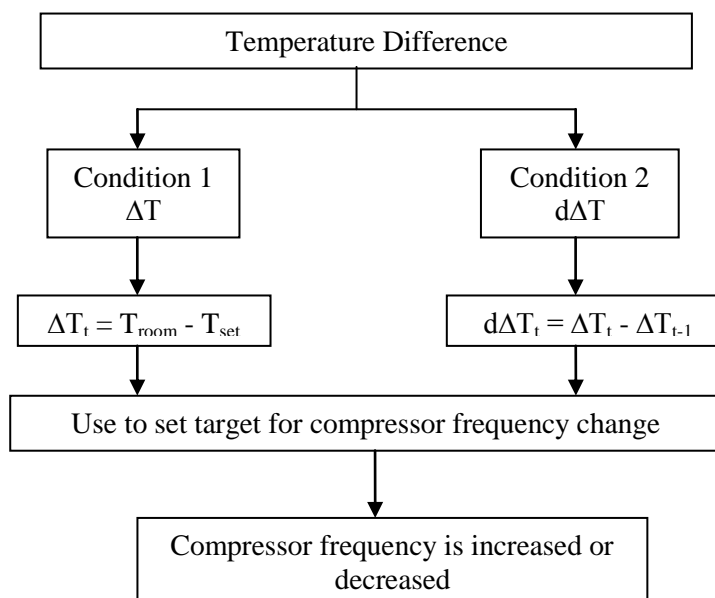 Temperature Difference
Condition 1
ΔT
Condition 2
dΔT
ΔTₜ = Tᵣₒₒₘ - Tₛₑₜ
dΔTₜ = ΔTₜ - ΔTₜ₋₁
Use to set target for compressor frequency change
Compressor frequency is increased or
decreased